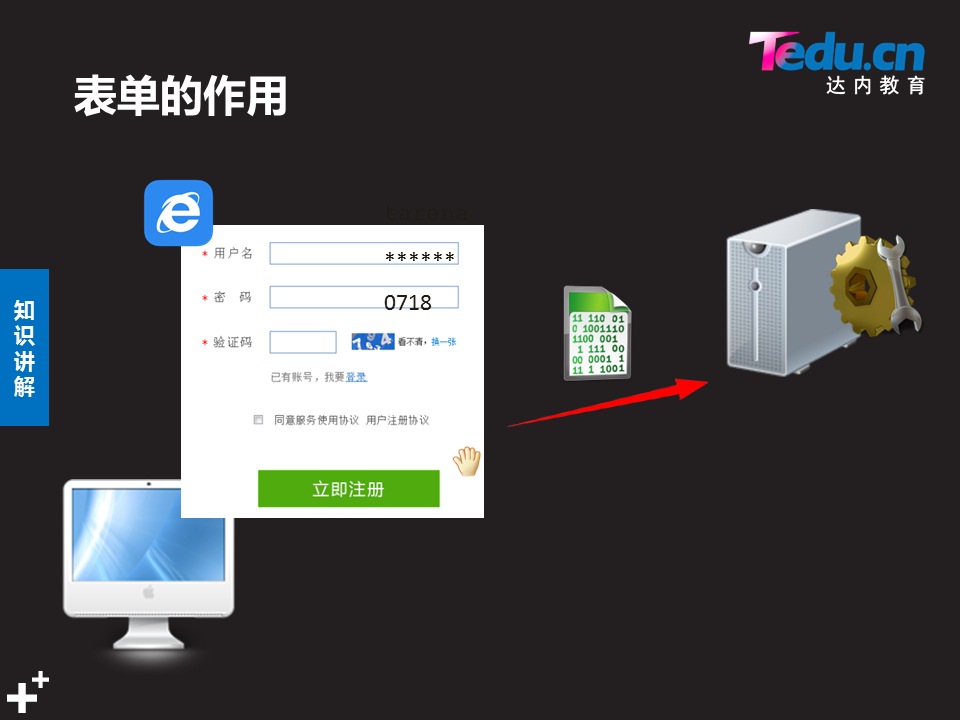 Tedu.cn
达内教育
表单的作用
tarena
* 用户名
******
* 密 码
0718
* 验证码
看不清，换一张
已有账号，我要登录
同意服务使用协议 用户注册协议
立即注册
知识讲解
11 110 01
0 1001110
1100 001
1 111 00
00 0001 1
11 1 1001